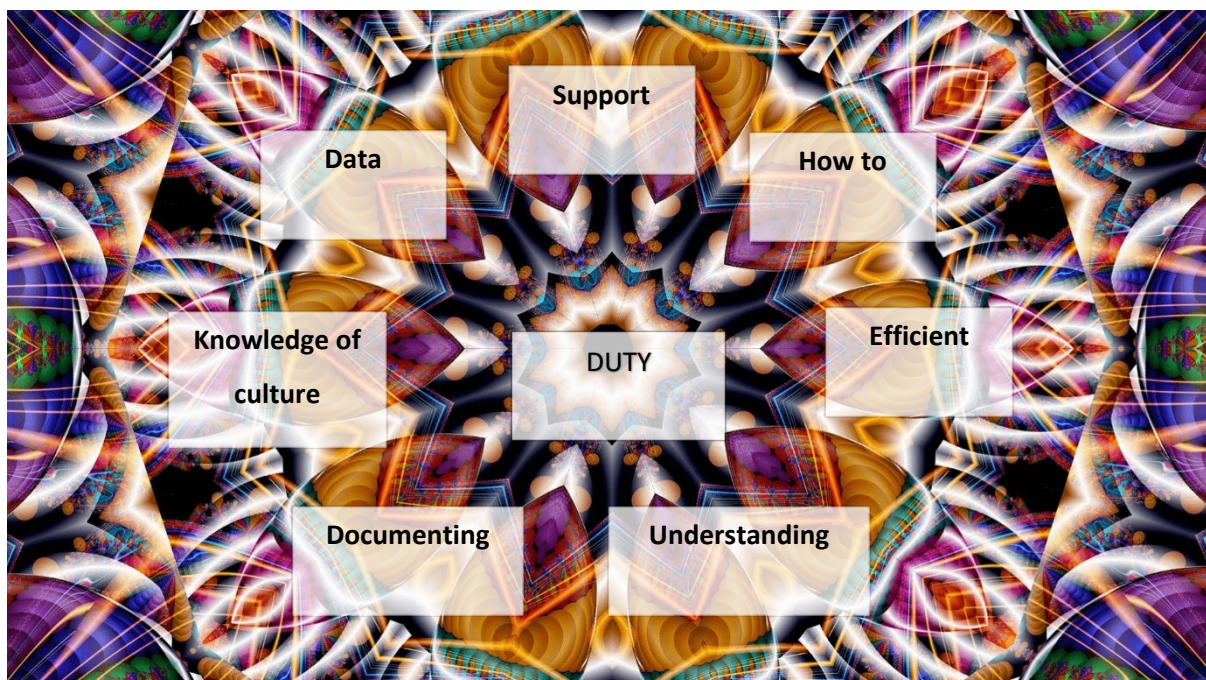 Support
Data
How to
Knowledge of
culture
DUTY
Efficient
Documenting
Understanding